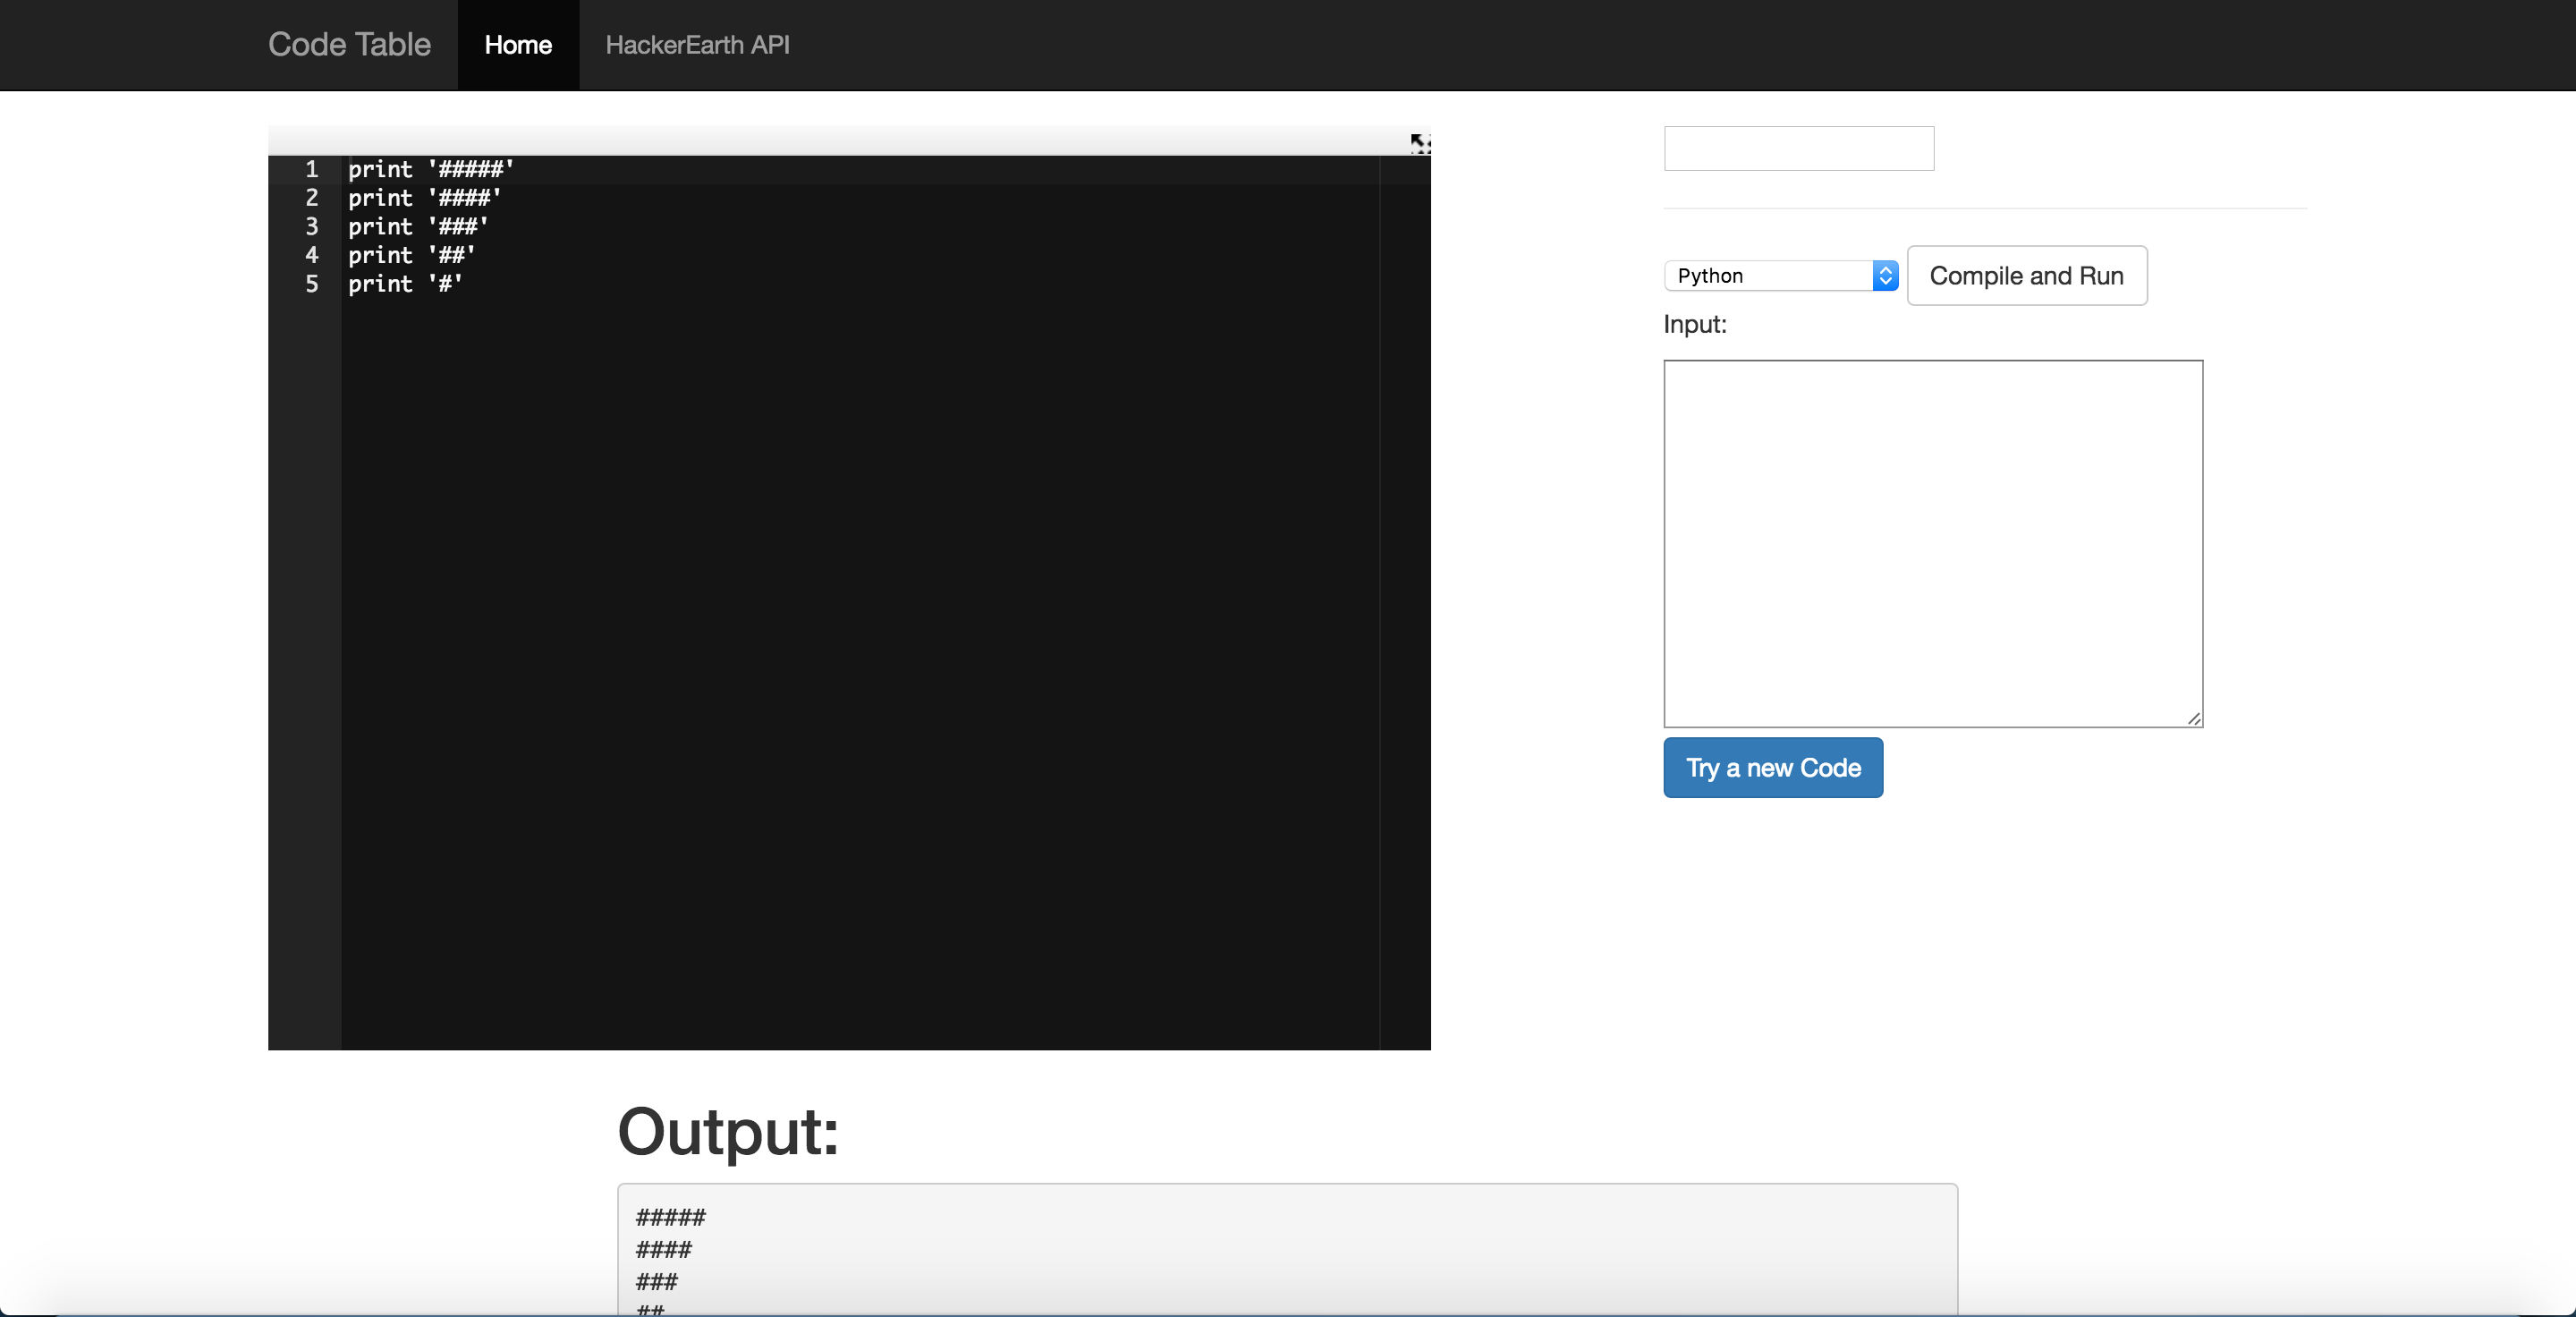 Code Table Home HackerEarth API
1 print '#####'
2 print '####'
3 print '###'
4 print '##'
5 print '#'
Python Compile and Run
Input:
Try a new Code
Output:
#####
####
###
##